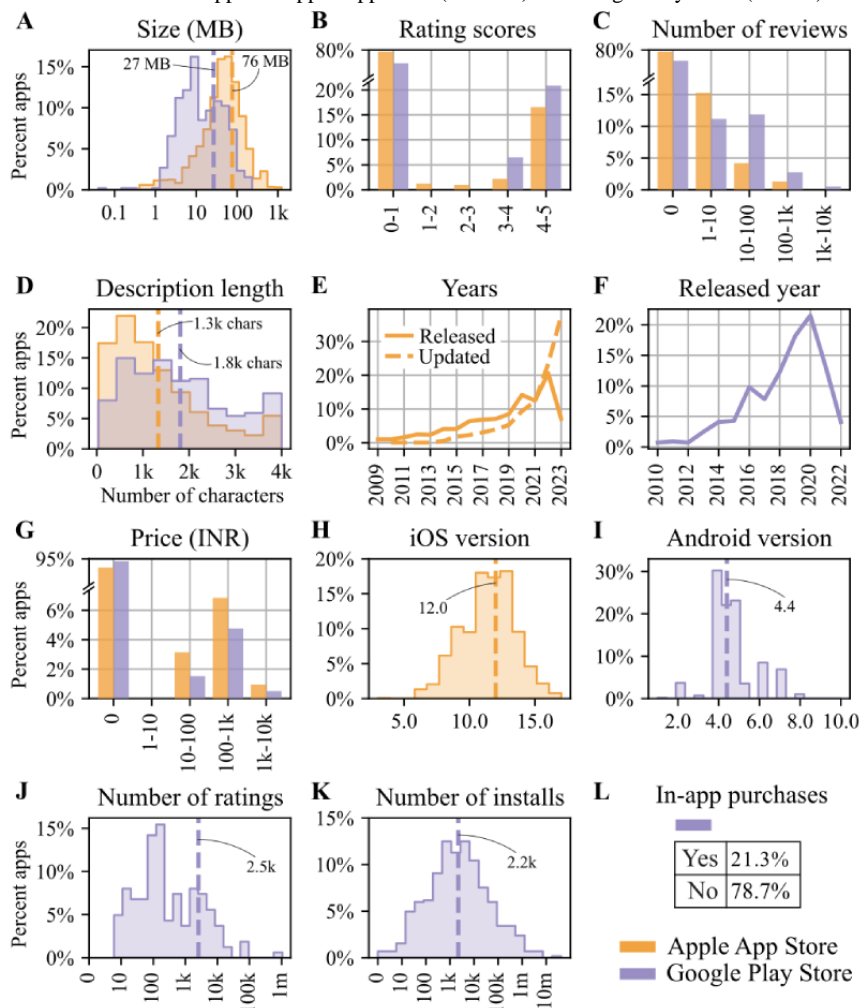 A Size (MB)
15%
10%
5%
0%
Percent apps
27 MB
76 MB
0.1 1 10 100 1k
B Rating scores
80%
20%
15%
10%
5%
0%
0-1 1-2 2-3 3-4 4-5
C Number of reviews
80%
15%
10%
5%
0%
0 1-10 10-100 100-1k 1k-10k
D Description length
20%
15%
10%
5%
0%
Percent apps
1.3k chars
1.8k chars
0 1k 2k 3k 4k
Number of characters
E Years
30%
20%
10%
0%
Released
Updated
2009 2011 2013 2015 2017 2019 2021 2023
F Released year
20%
15%
10%
5%
0%
2010 2012 2014 2016 2018 2020 2022
G Price (INR)
95%
6%
4%
2%
0%
Percent apps
0 1-10 10-100 100-1k 1k-10k
H iOS version
20%
15%
10%
5%
0%
12.0
5.0 10.0 15.0
I Android version
30%
20%
10%
0%
4.4
2.0 4.0 6.0 8.0 10.0
J Number of ratings
15%
10%
5%
0%
Percent apps
2.5k
0 10 100 1k 10k 100k 1m
K Number of installs
15%
10%
5%
0%
2.2k
0 10 100 1k 10k 100k 1m 10m
L In-app purchases
Yes 21.3%
No 78.7%
Apple App Store
Google Play Store